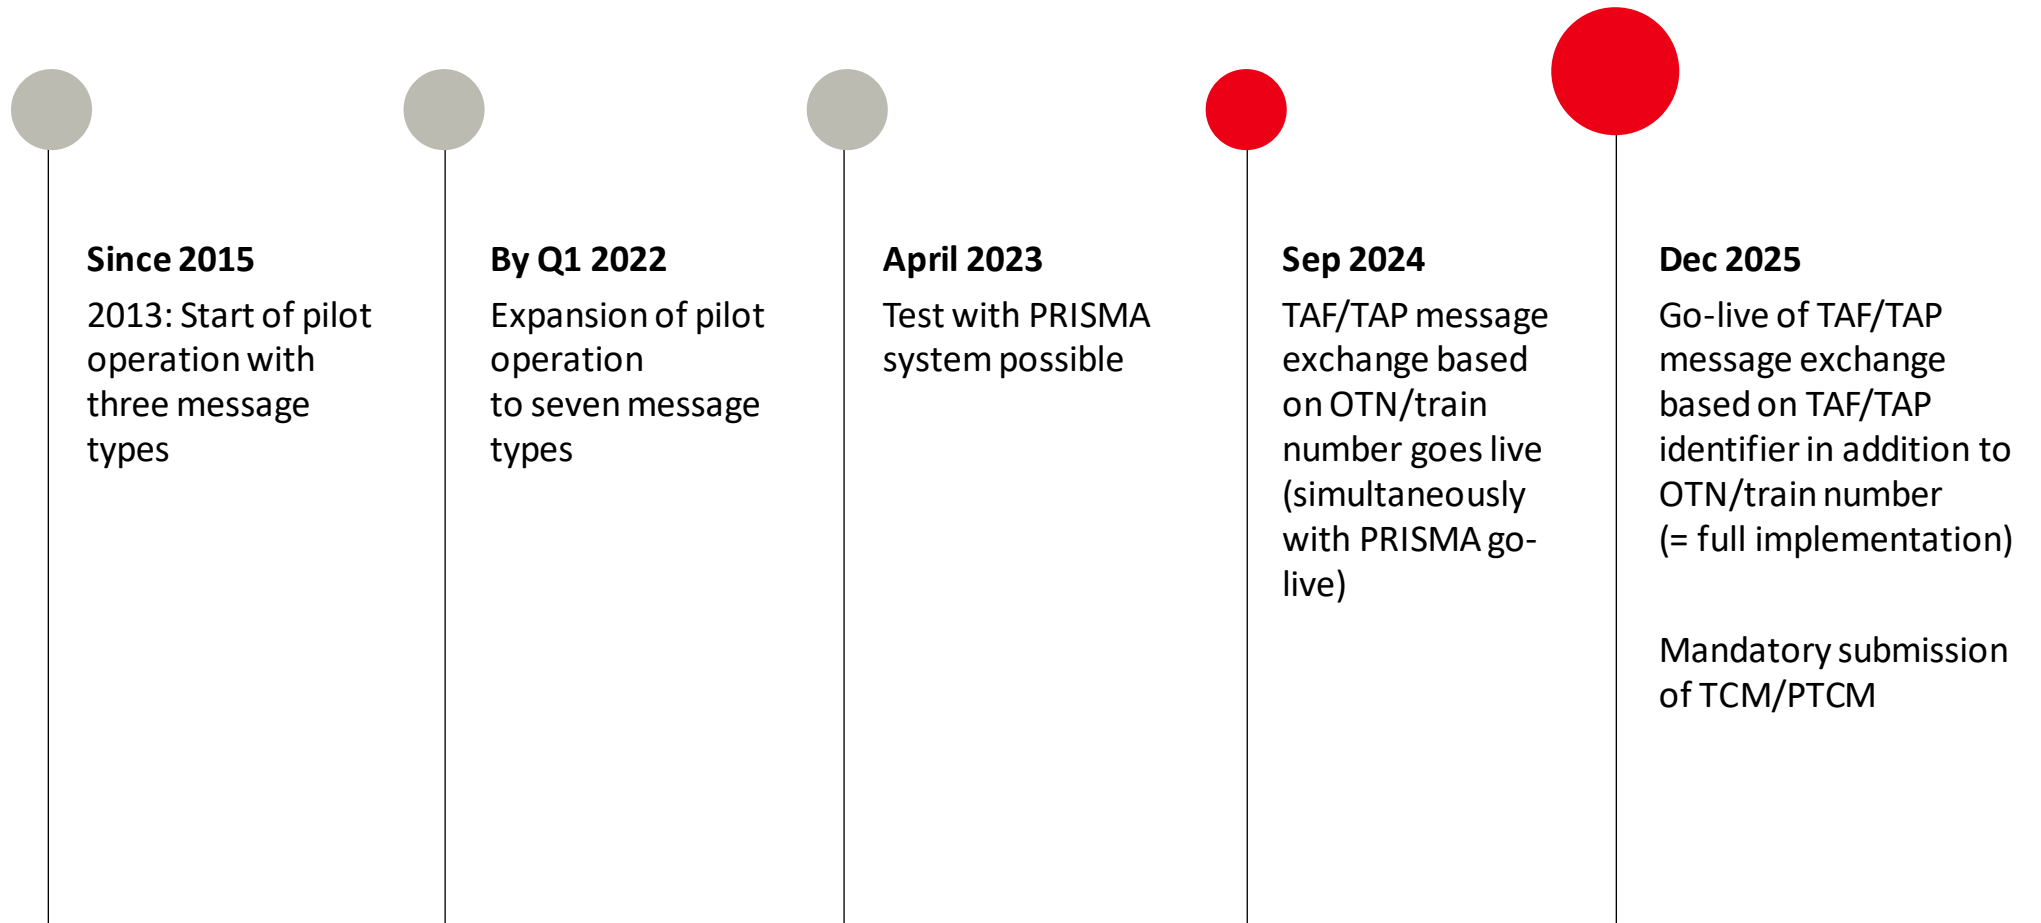 Since 2015
2013: Start of pilot
operation with
three message
types
By Q1 2022
Expansion of pilot
operation
to seven message
types
April 2023
Test with PRISMA
system possible
Sep 2024
TAF/TAP message
exchange based
on OTN/train
number goes live
(simultaneously
with PRISMA go-
live)
Dec 2025
Go-live of TAF/TAP
message exchange
based on TAF/TAP
identifier in addition to
OTN/train number
(= full implementation)
Mandatory submission
of TCM/PTCM